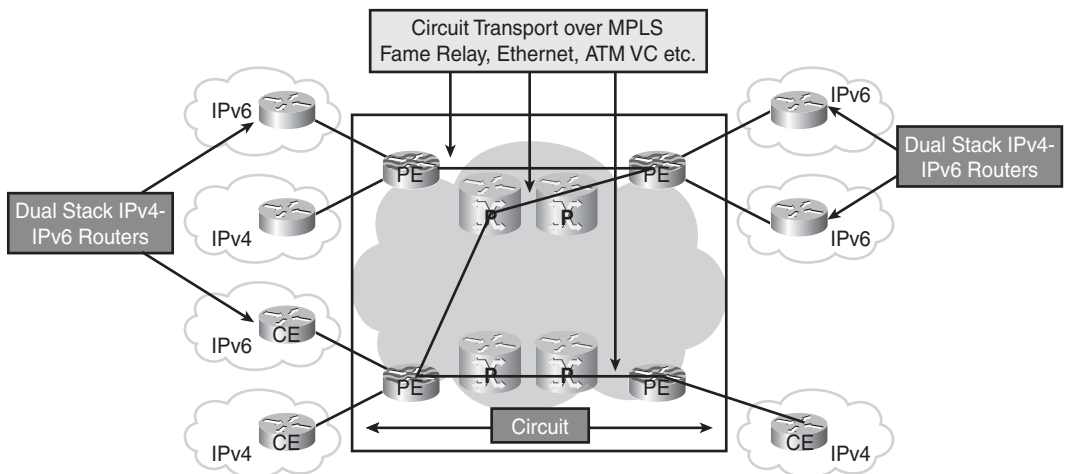 Circuit Transport over MPLS
Fame Relay, Ethernet, ATM VC etc.
IPv6
IPv6
Dual Stack IPv4-
IPv6 Routers
PE
PE
Dual Stack IPv4-
IPv6 Routers
P
P
IPv4
IPv6
CE
IPv6
PE
P
P
PE
Circuit
CE
IPv4
CE
IPv4